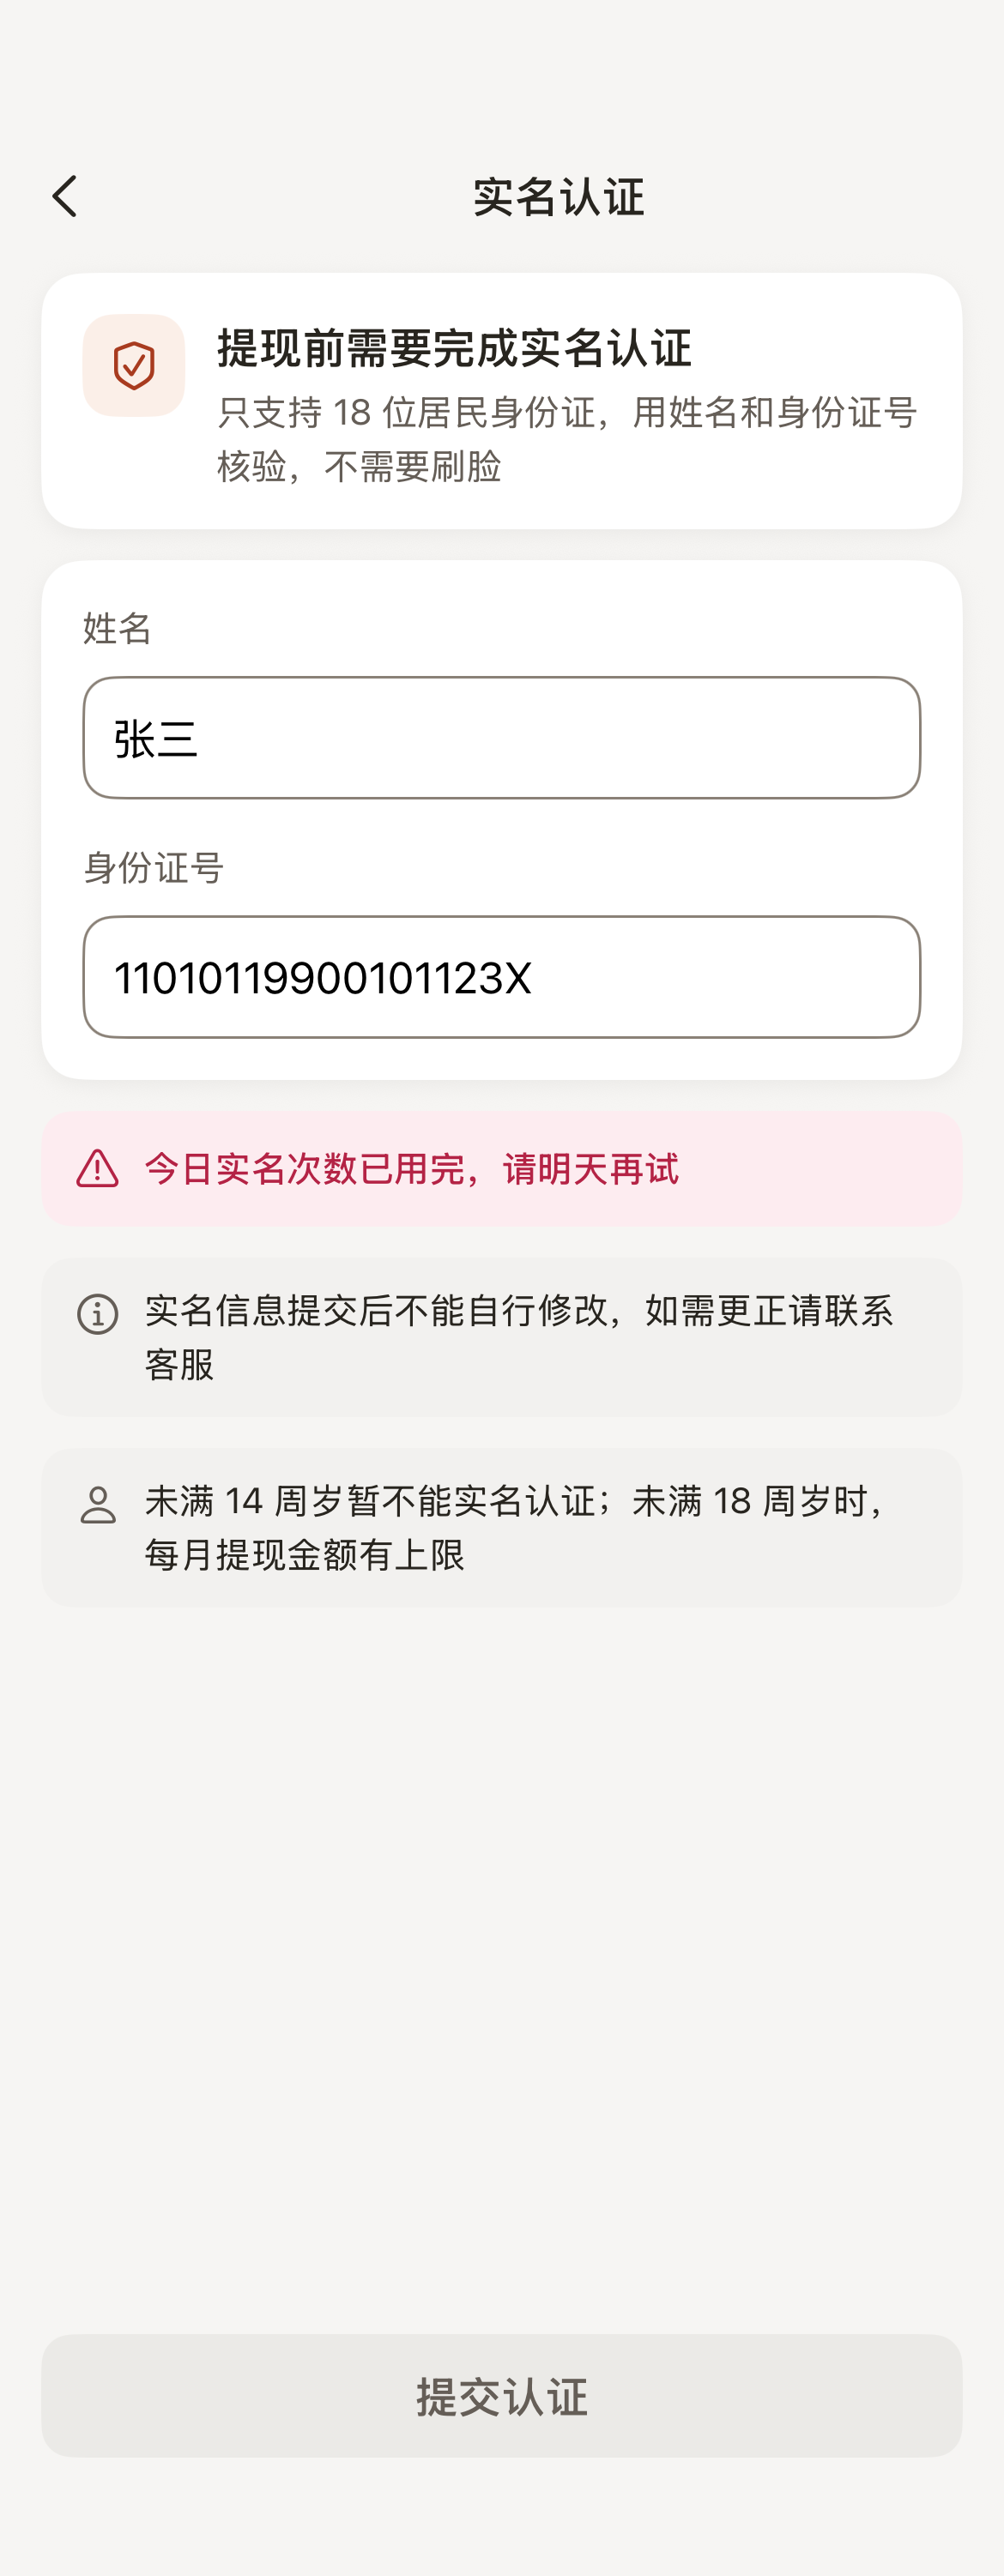 实名认证
提现前需要完成实名认证
只支持 18 位居民身份证，用姓名和身份证号
核验，不需要刷脸
姓名
张三
身份证号
11010119900101123X
今日实名次数已用完，请明天再试
实名信息提交后不能自行修改，如需更正请联系
客服
未满 14 周岁暂不能实名认证；未满 18 周岁时，
每月提现金额有上限
提交认证